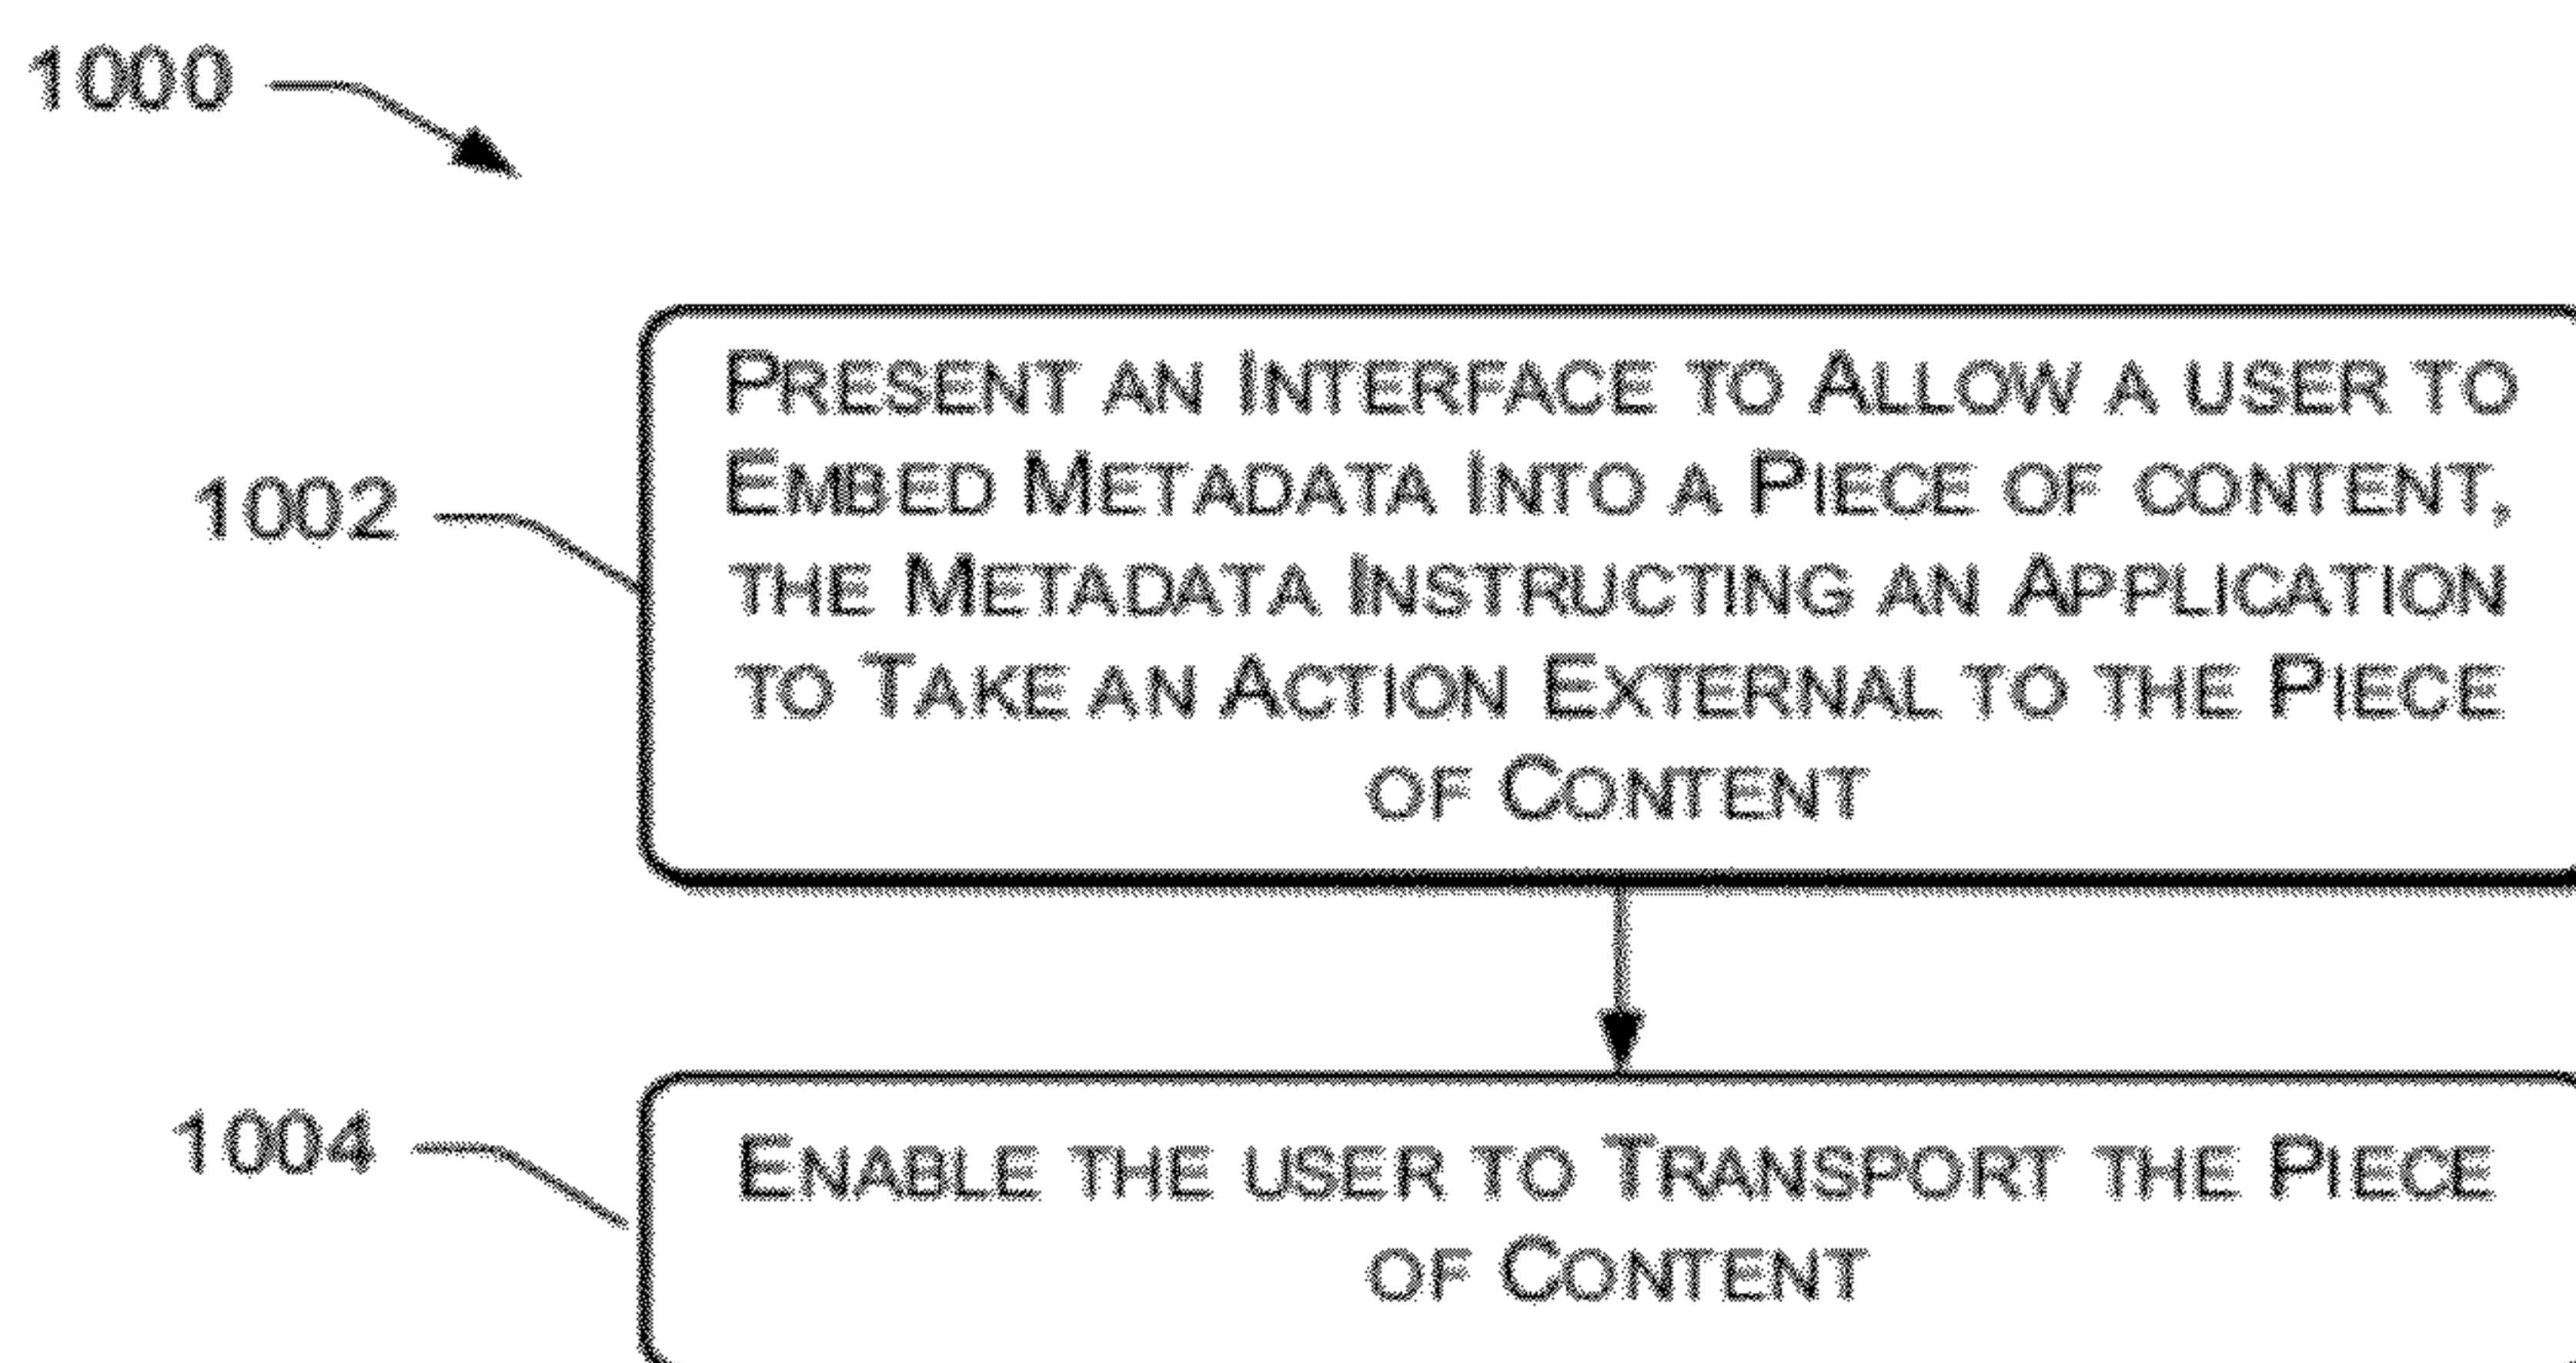 1000
PRESENT AN INTERFACE TO ALLOW A USER TO
EMBED METADATA INTO A PIECE OF CONTENT,
1002
THE METADATA INSTRUCTING AN APPLICATION
TO TAKE AN ACTION EXTERNAL TO THE PIECE
OF CONTENT
1004
ENABLE THE USER TO TRANSPORT THE PIECE
OF CONTENT